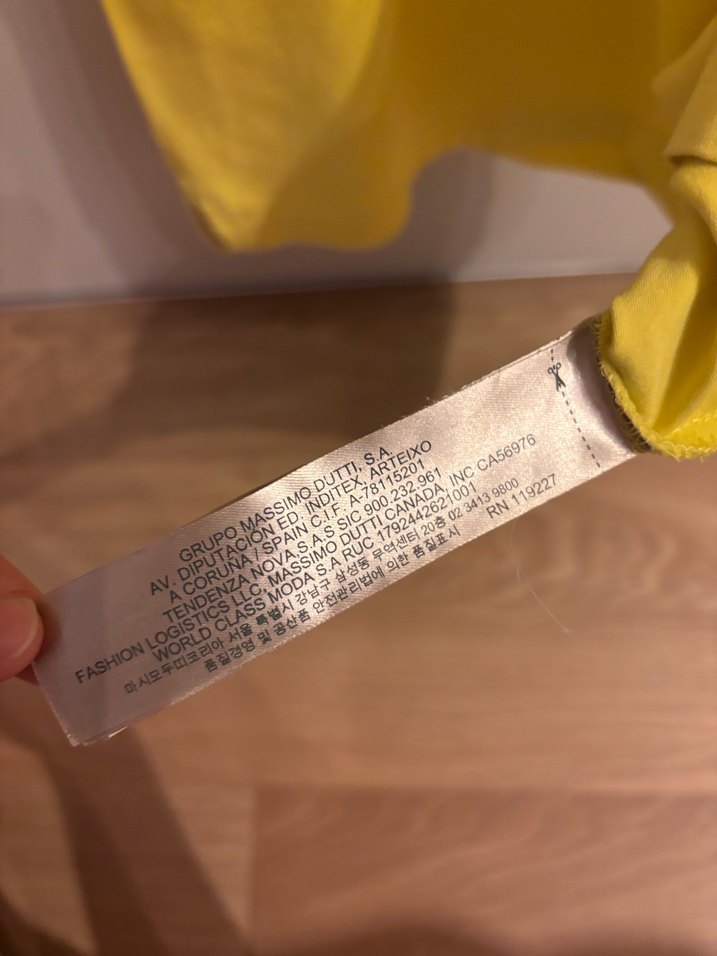 GRUPO MASSIMO DUTTI, S.A.
AV. DIPUTACIÓN ED. INDITEX, ARTEIXO
A CORUÑA / SPAIN C.I.F. A-78115201
TENDENZA NOVA S.A.S SIC 900.232.961
FASHION LOGISTICS LLC, MASSIMO DUTTI CANADA, INC CA56976
WORLD CLASS MODA S.A RUC 1792442621001
마시모두띠코리아 서울 특별시 강남구 삼성동 무역센터 20층 02 3413 9800
품질경영 및 공산품 안전관리법에 의한 품질표시 RN 119227